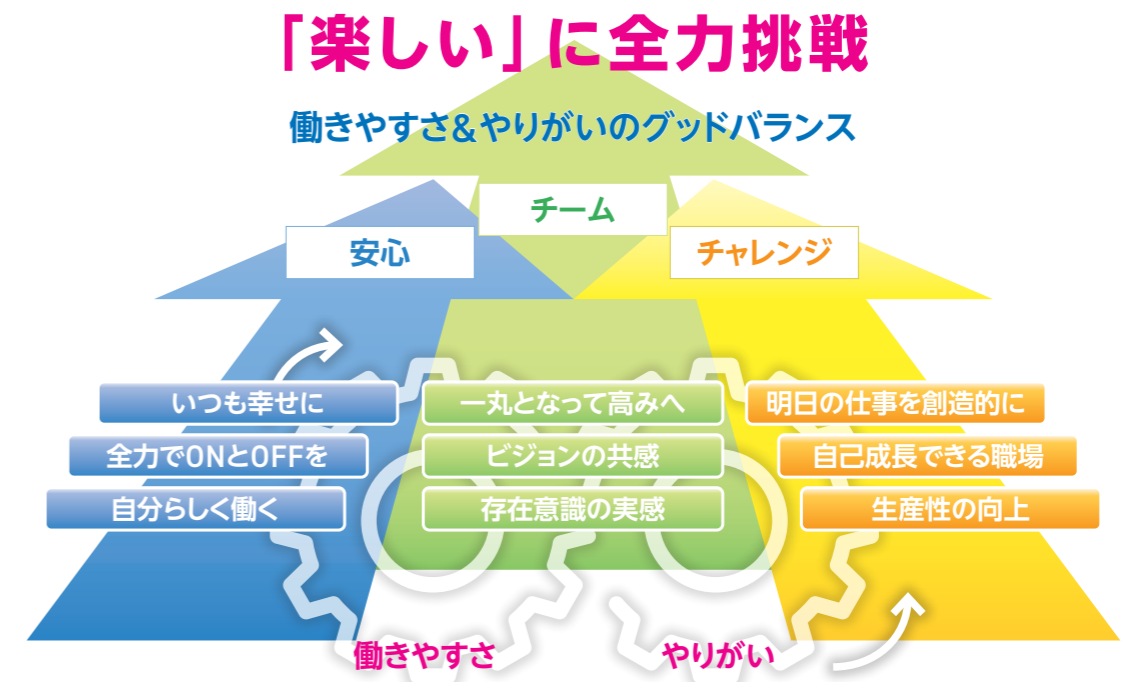 「楽しい」に全力挑戦
働きやすさ&やりがいのグッドバランス
チーム
安心
チャレンジ
いつも幸せに
一丸となって高みへ
明日の仕事を創造的に
全力でONとOFFを
ビジョンの共感
自己成長できる職場
自分らしく働く
存在意識の実感
生産性の向上
働きやすさ
やりがい